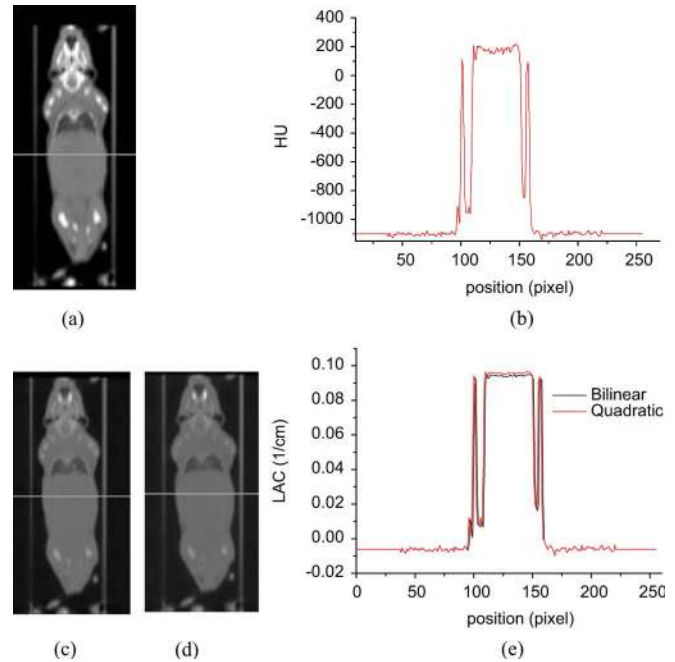 400
200
0
-200
-400
-600
-800
-1000
HU
50 100 150 200 250
position (pixel)
(a)
(b)
0.10
0.08
0.06
0.04
0.02
0.00
-0.02
LAC (1/cm)
Bilinear
Quadratic
0 50 100 150 200 250
position (pixel)
(c)
(d)
(e)